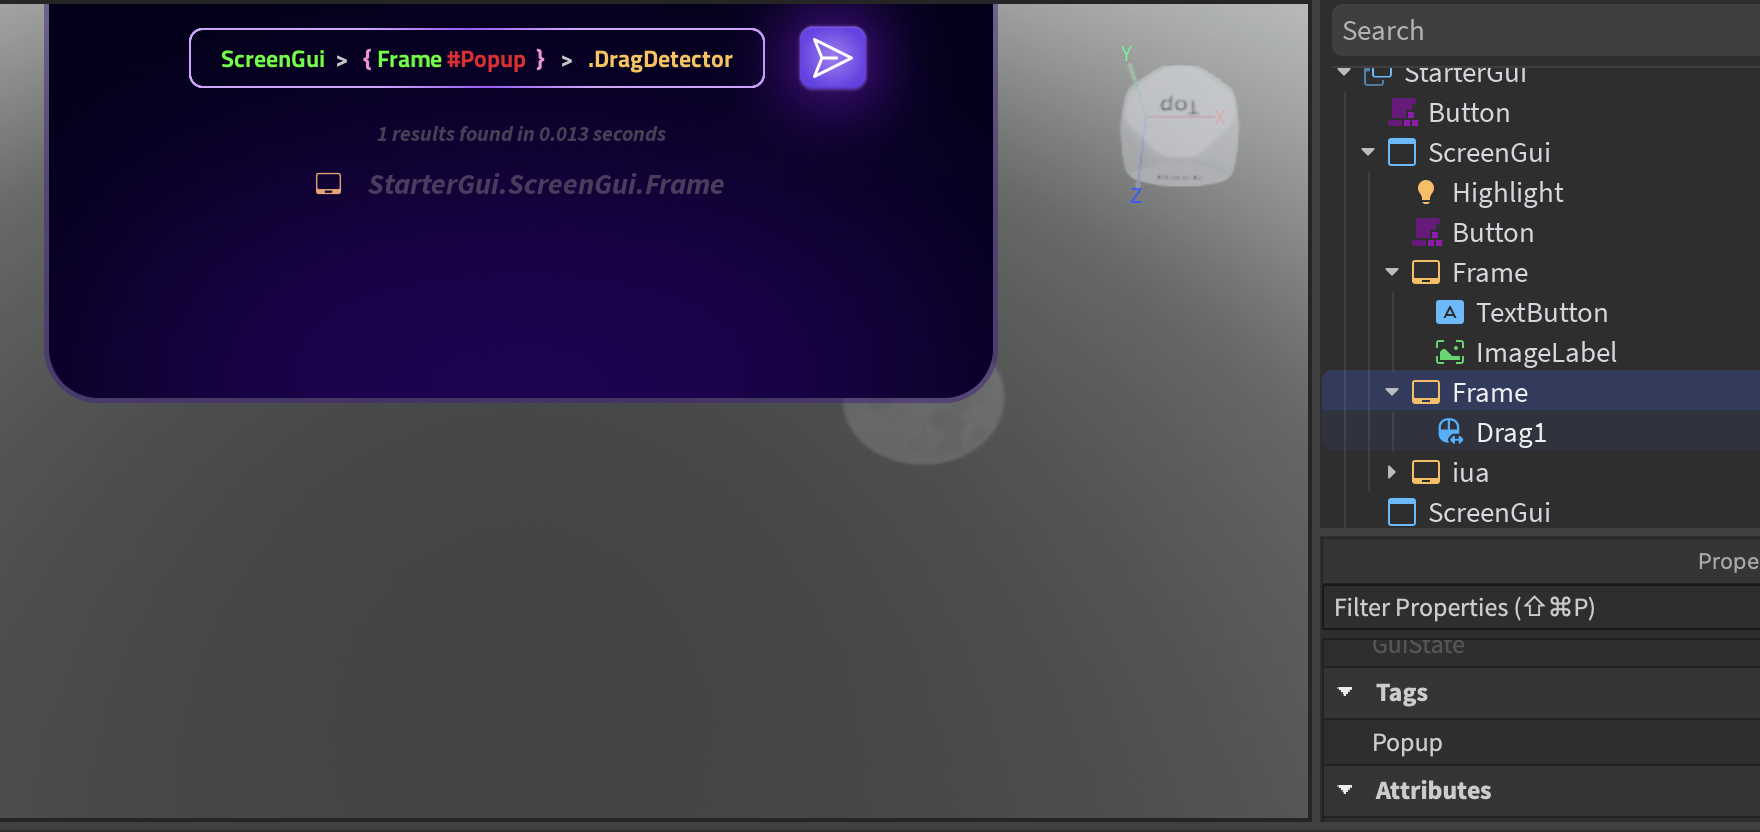 ScreenGui > { Frame #Popup } > .DragDetector
1 results found in 0.013 seconds
StarterGui.ScreenGui.Frame
Y
Top
X
Back
Z
Search
StarterGui
Button
ScreenGui
Highlight
Button
Frame
TextButton
ImageLabel
Frame
Drag1
iua
ScreenGui
Prope
Filter Properties (⇧⌘P)
GuiState
Tags
Popup
Attributes